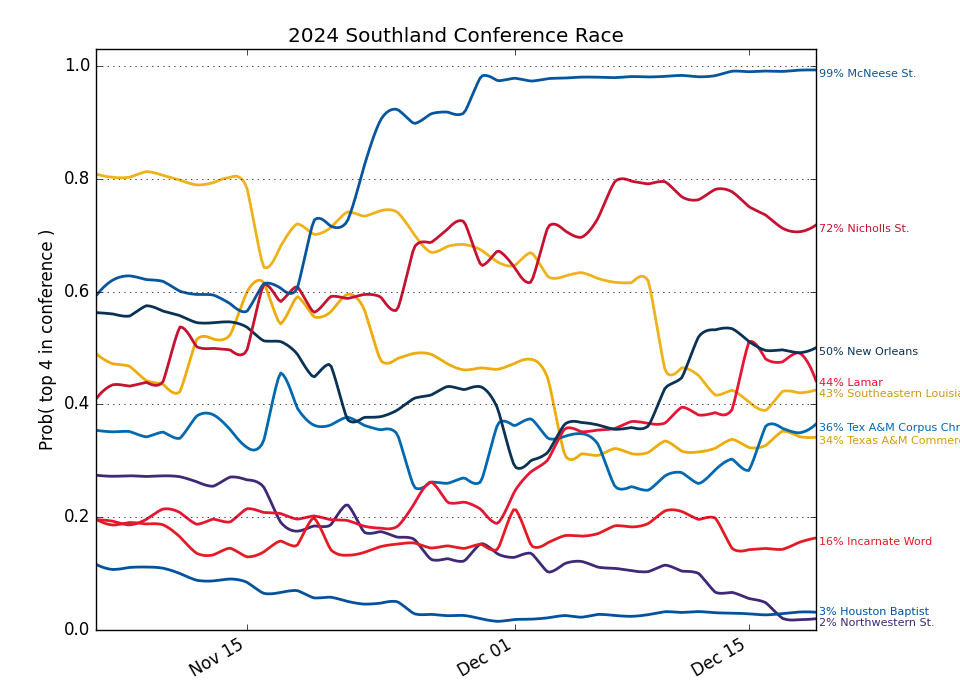 2024 Southland Conference Race
Prob( top 4 in conference )
1.0
0.8
0.6
0.4
0.2
0.0
Nov 15
Dec 01
Dec 15
99% McNeese St.
72% Nicholls St.
50% New Orleans
44% Lamar
43% Southeastern Louisia
36% Tex A&M Corpus Chr
34% Texas A&M Commerc
16% Incarnate Word
3% Houston Baptist
2% Northwestern St.